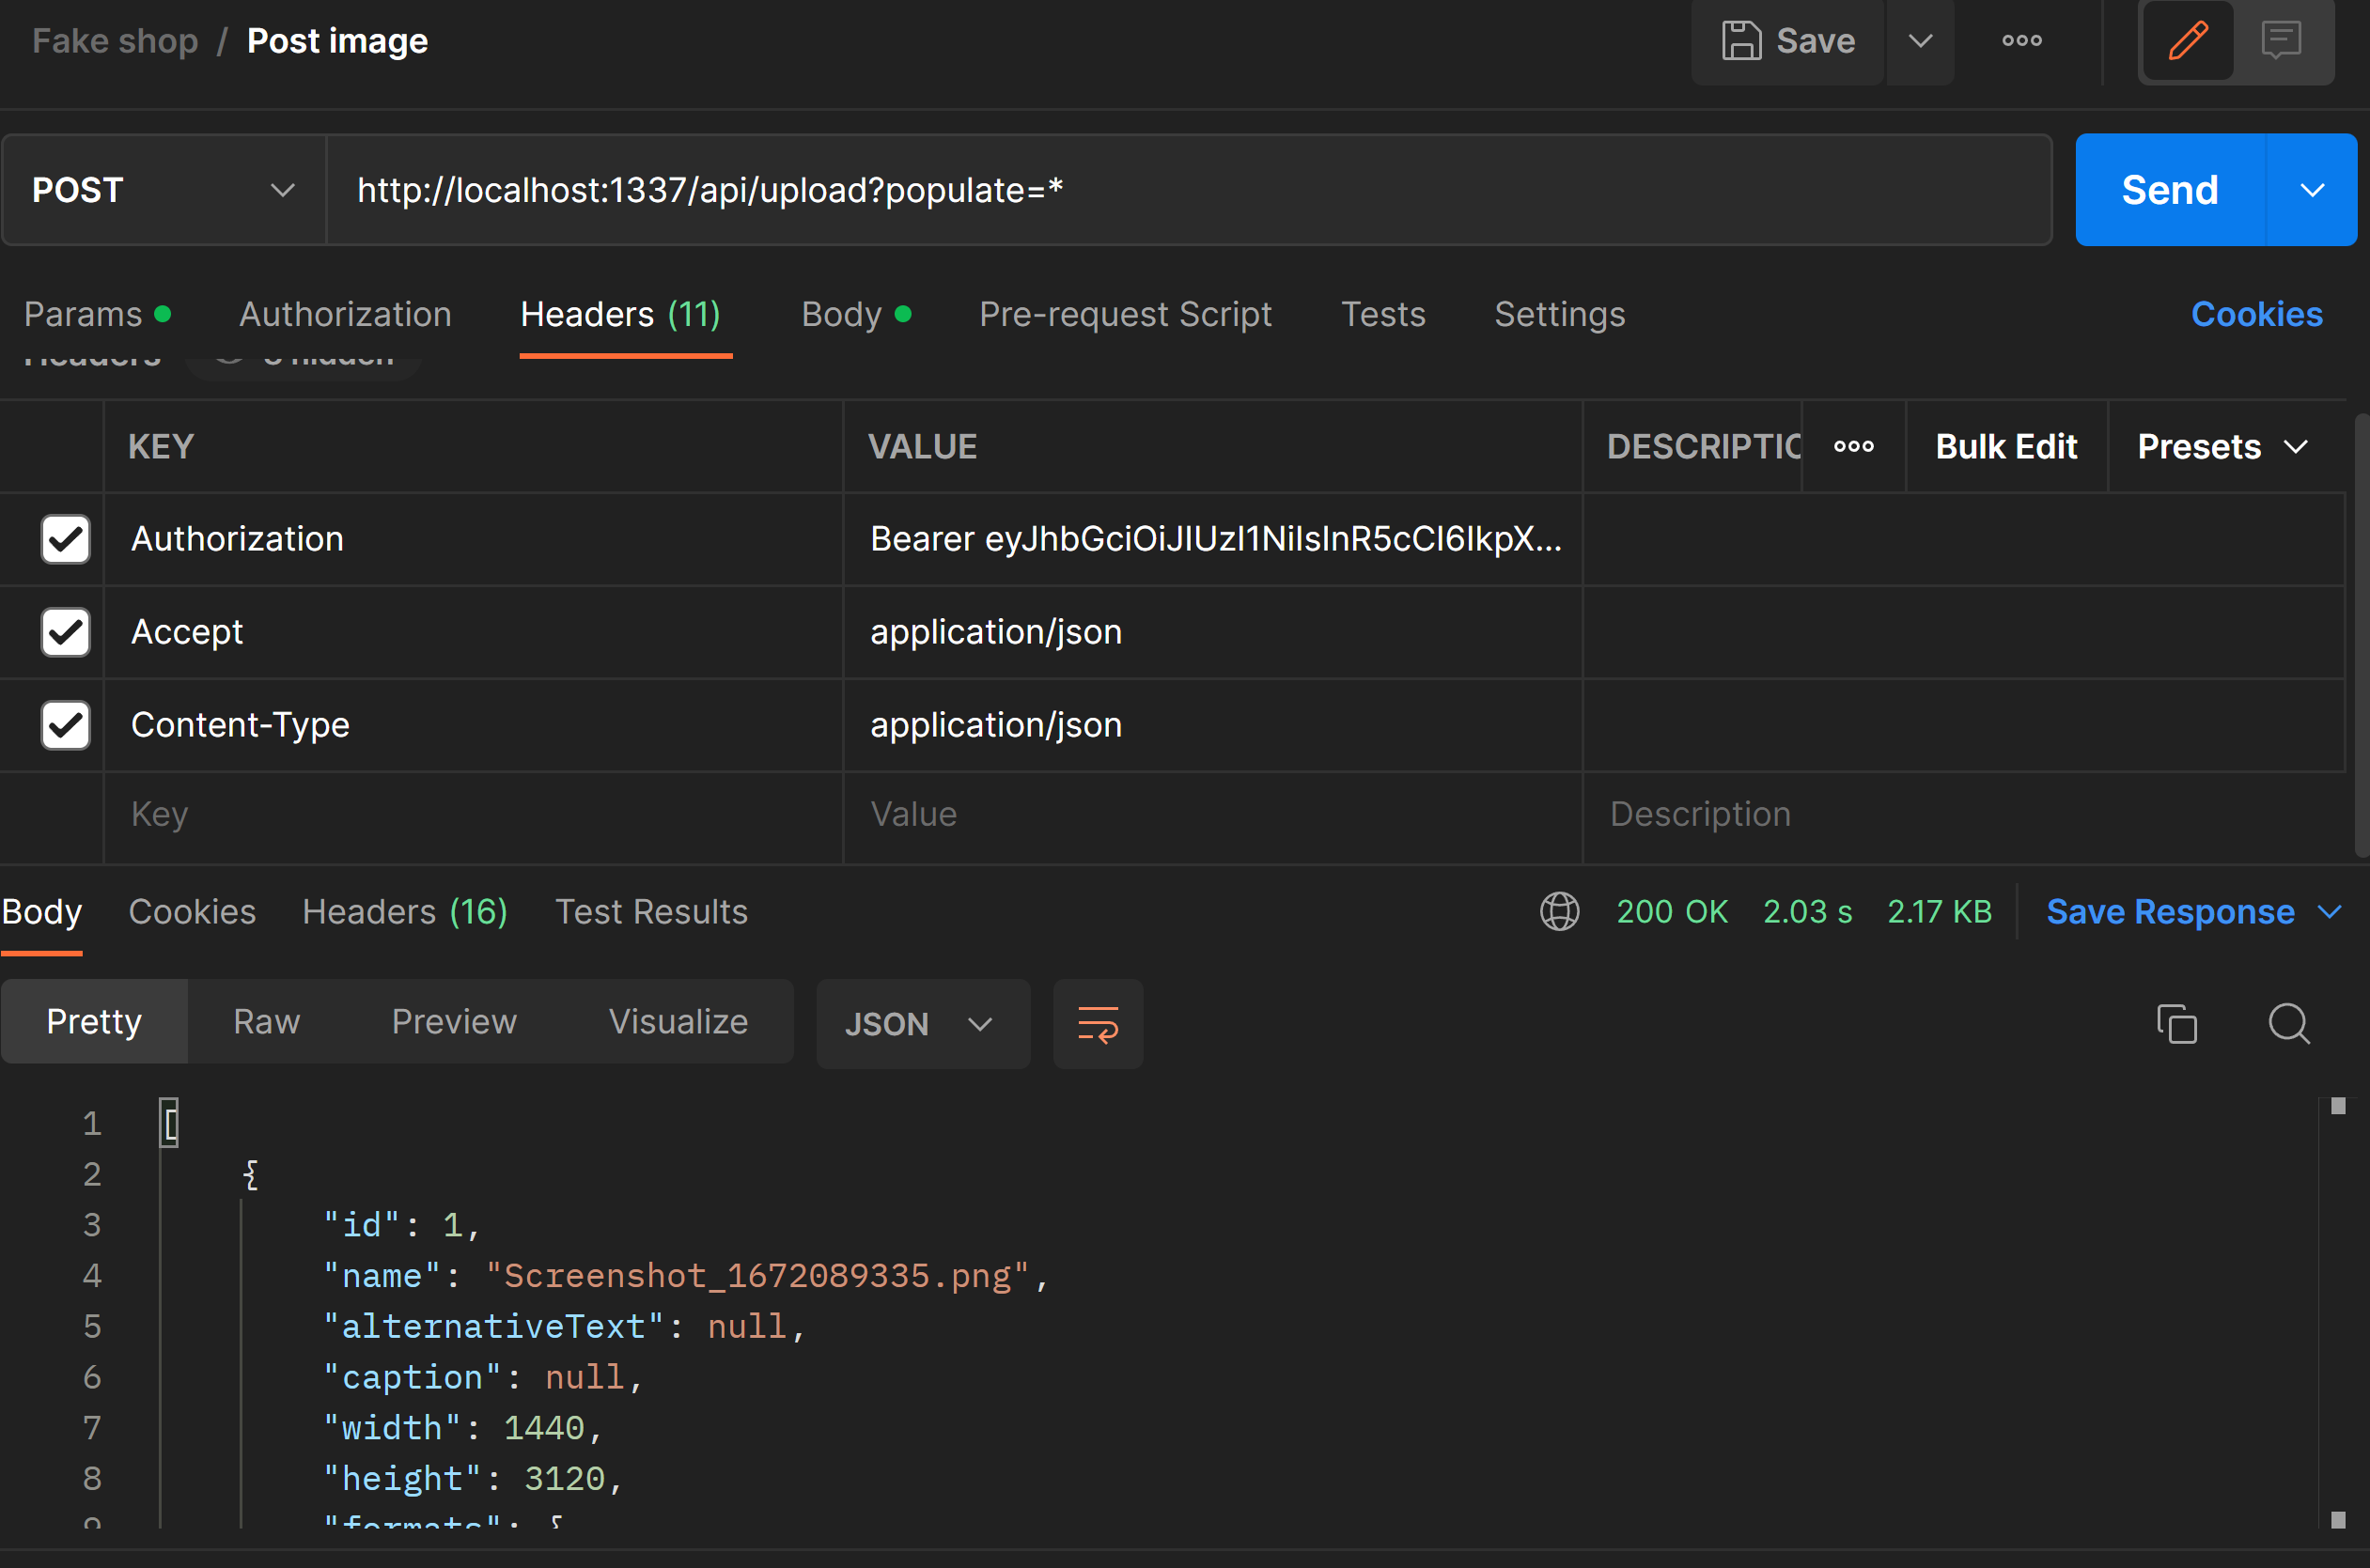 Fake shop / Post image
Save
POST
http://localhost:1337/api/upload?populate=*
Send
Params
Authorization
Headers (11)
Body
Pre-request Script
Tests
Settings
Cookies
Headers
hidden
KEY
VALUE
DESCRIPTIO
Bulk Edit
Presets
Authorization
Bearer eyJhbGciOiJIUzI1NiIsInR5cCI6IkpX...
Accept
application/json
Content-Type
application/json
Key
Value
Description
Body
Cookies
Headers (16)
Test Results
200 OK
2.03 s
2.17 KB
Save Response
Pretty
Raw
Preview
Visualize
JSON
1 [
2 {
3 "id": 1,
4 "name": "Screenshot_1672089335.png",
5 "alternativeText": null,
6 "caption": null,
7 "width": 1440,
8 "height": 3120,
9 "formats": {